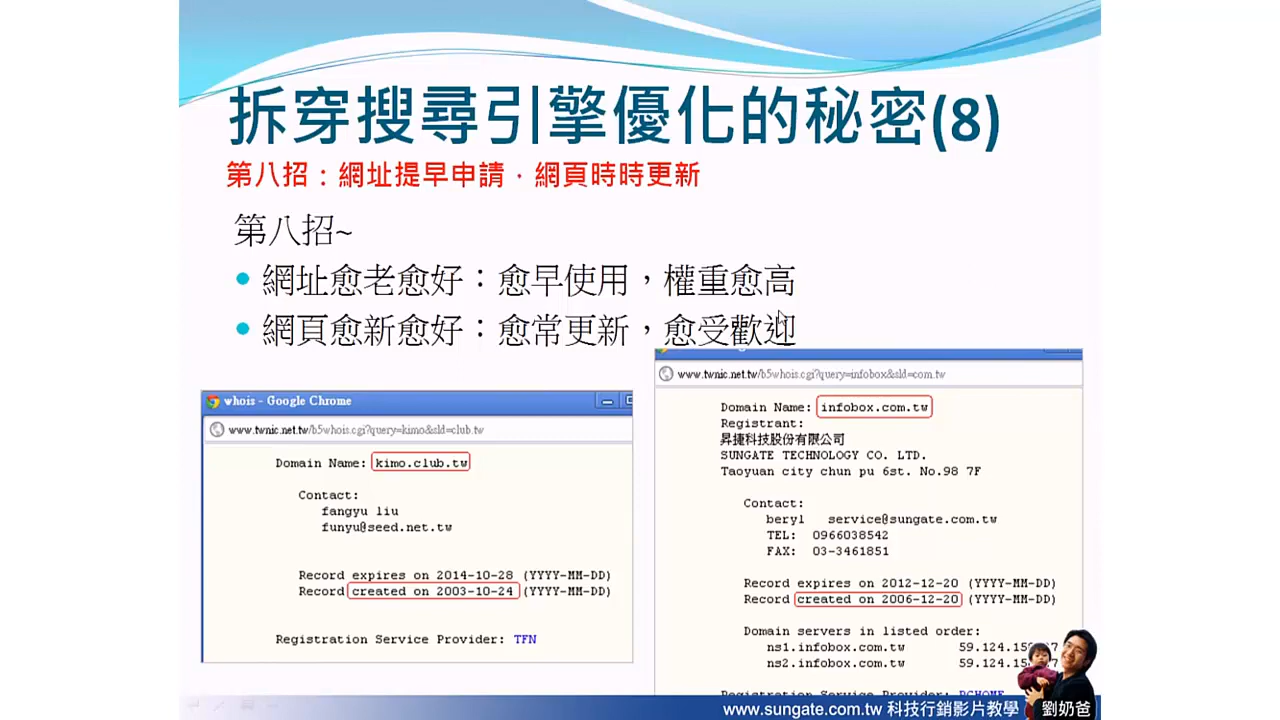 拆穿搜尋引擎優化的秘密(8)
第八招：網址提早申請．網頁時時更新
第八招~
網址愈老愈好：愈早使用，權重愈高
網頁愈新愈好：愈常更新，愈受歡迎
whois - Google Chrome
www.twnic.net.tw/b5whois.cgi?query=kimo&sld=club.tw
Domain Name: kimo.club.tw
Contact:
fangyu liu
funyu@seed.net.tw
Record expires on 2014-10-28 (YYYY-MM-DD)
Record created on 2003-10-24 (YYYY-MM-DD)
Registration Service Provider: TFN
www.twnic.net.tw/b5whois.cgi?query=infobox&sld=com.tw
Domain Name: infobox.com.tw
Registrant:
昇捷科技股份有限公司
SUNGATE TECHNOLOGY CO. LTD.
Taoyuan city chun pu 6st. No.98 7F
Contact:
beryl service@sungate.com.tw
TEL: 0966038542
FAX: 03-3461851
Record expires on 2012-12-20 (YYYY-MM-DD)
Record created on 2006-12-20 (YYYY-MM-DD)
Domain servers in listed order:
ns1.infobox.com.tw
ns2.infobox.com.tw
Registration Service Provider: PCHOME
www.sungate.com.tw 科技行銷影片教學
劉奶爸